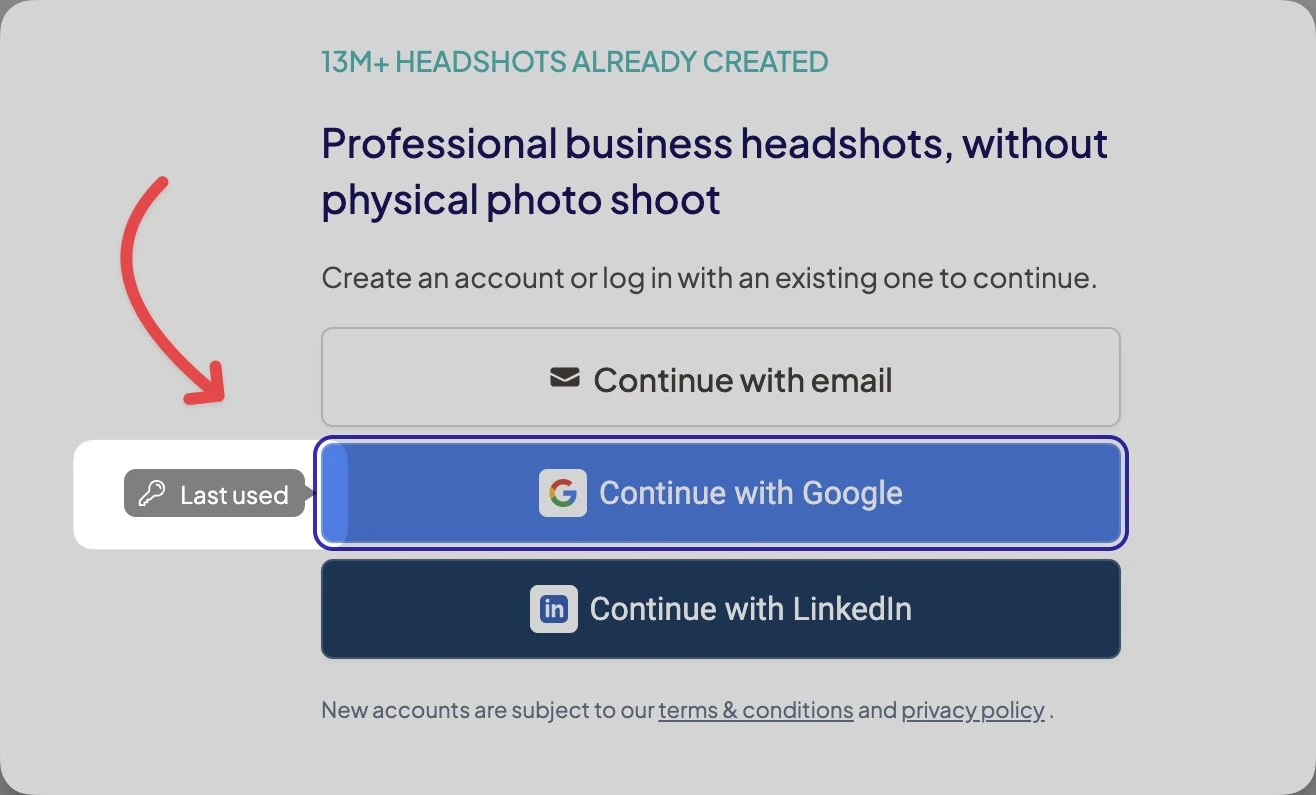 13M+ HEADSHOTS ALREADY CREATED
Professional business headshots, without
physical photo shoot
Create an account or log in with an existing one to continue.
Continue with email
Last used
Continue with Google
in Continue with LinkedIn
New accounts are subject to our terms & conditions and privacy policy .